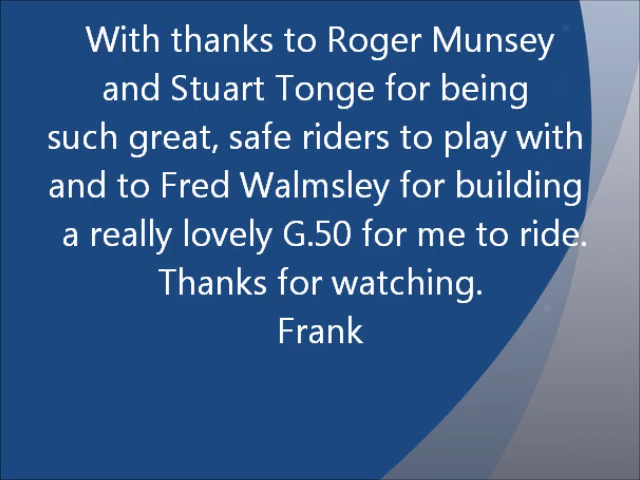 With thanks to Roger Munsey
and Stuart Tonge for being
such great, safe riders to play with
and to Fred Walmsley for building
a really lovely G.50 for me to ride.
Thanks for watching.
Frank